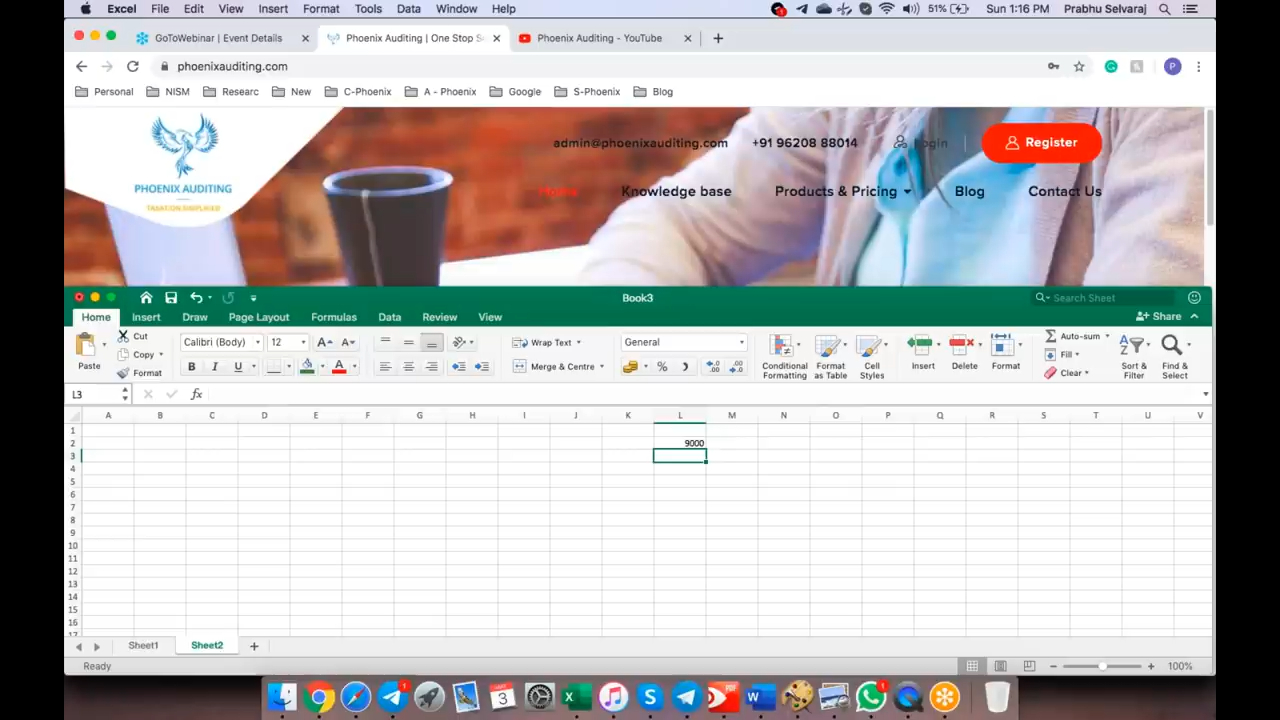 Excel File Edit View Insert Format Tools Data Window Help 51% Sun 1:16 PM Prabhu Selvaraj
GoToWebinar | Event Details Phoenix Auditing | One Stop S Phoenix Auditing - YouTube
phoenixauditing.com P
Personal NISM Researc New C-Phoenix A - Phoenix Google S-Phoenix Blog
admin@phoenixauditing.com +91 96208 88014 Login Register
PHOENIX AUDITING
TAXATION SIMPLIFIED
Home Knowledge base Products & Pricing Blog Contact Us
Book3 Search Sheet
Home Insert Draw Page Layout Formulas Data Review View Share
Paste Cut Calibri (Body) 12 Wrap Text General Auto-sum
Copy Fill
Format B I U Merge & Centre % Clear
Conditional Formatting Format as Table Cell Styles Insert Delete Format Sort & Filter Find & Select
L3 fx
A B C D E F G H I J K L M N O P Q R S T U V
1
2 9000
3
4
5
6
7
8
9
10
11
12
13
14
15
16
17
Sheet1 Sheet2
Ready 100%
1 3 PDF 1